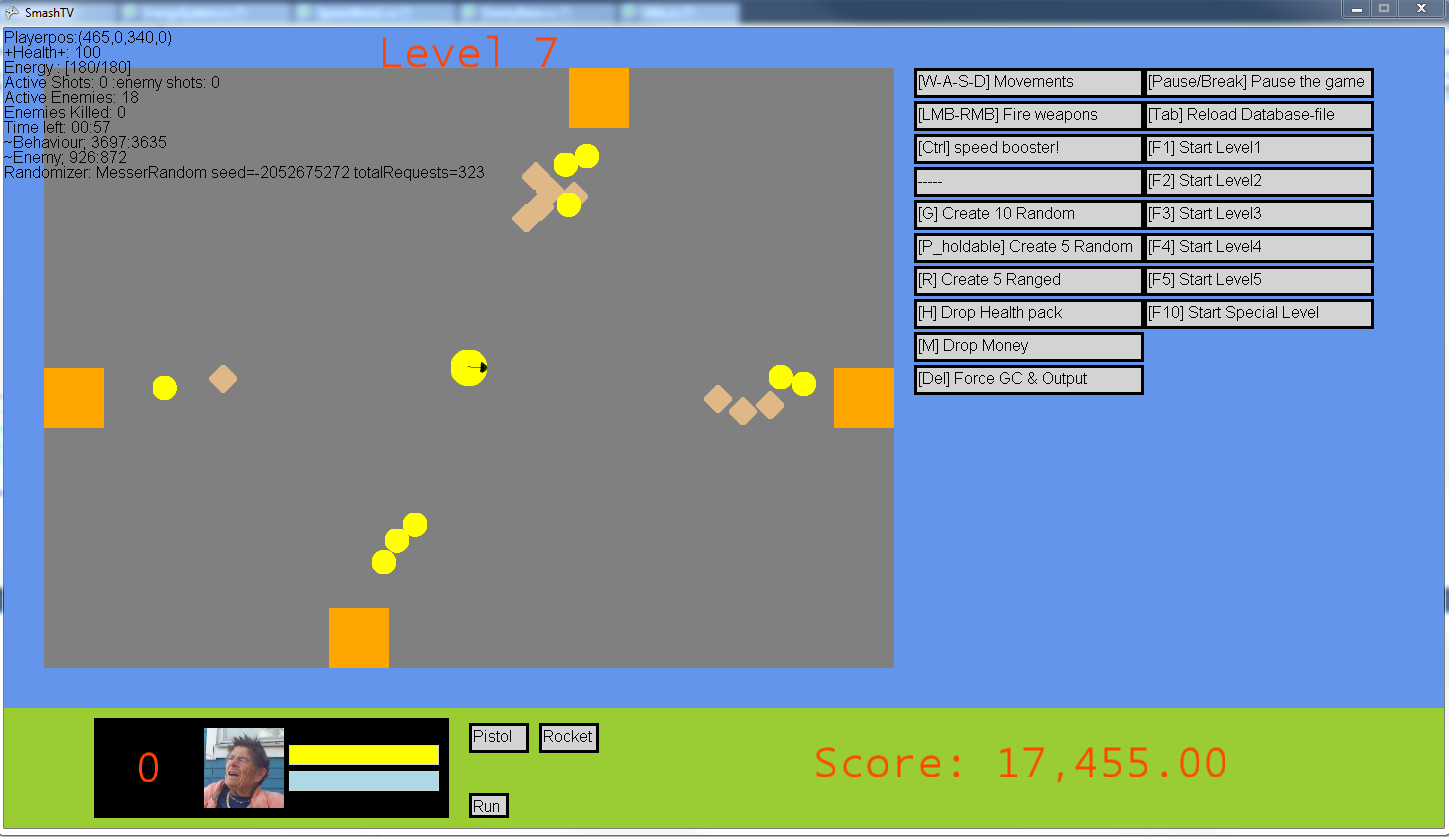 SmashTV
Playerpos:(465,0,340,0)
+Health+: 100
Energy : [180/180]
Active Shots: 0 :enemy shots: 0
Active Enemies: 18
Enemies Killed: 0
Time left: 00:57
~Behaviour; 3697:3635
~Enemy; 926:872
Randomizer: MesserRandom seed=-2052675272 totalRequests=323
Level 7
[W-A-S-D] Movements
[Pause/Break] Pause the game
[LMB-RMB] Fire weapons
[Tab] Reload Database-file
[Ctrl] speed booster!
[F1] Start Level1
-----
[F2] Start Level2
[G] Create 10 Random
[F3] Start Level3
[P_holdable] Create 5 Random
[F4] Start Level4
[R] Create 5 Ranged
[F5] Start Level5
[H] Drop Health pack
[F10] Start Special Level
[M] Drop Money
[Del] Force GC & Output
0
Pistol
Rocket
Run
Score: 17,455.00